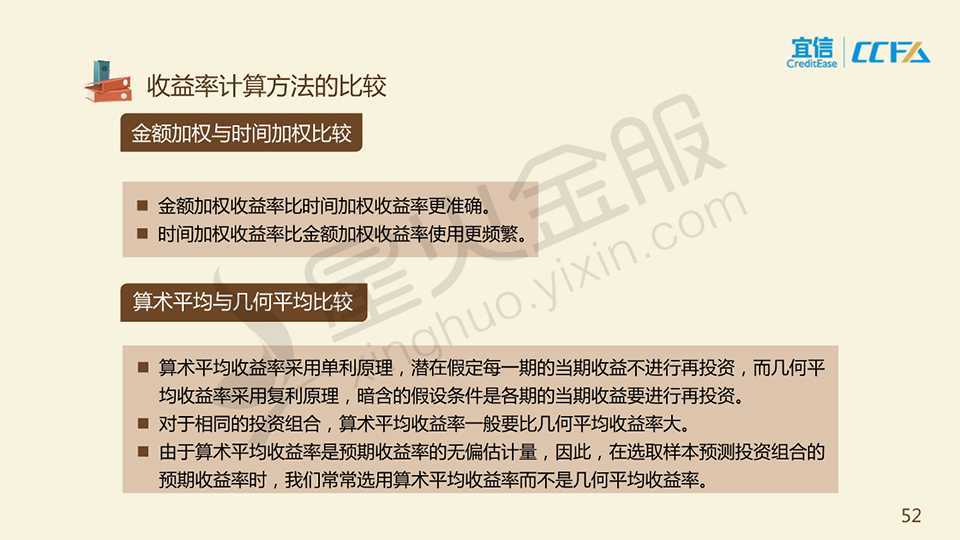 宜信
CreditEase
CCFA
收益率计算方法的比较
金额加权与时间加权比较
■ 金额加权收益率比时间加权收益率更准确。
■ 时间加权收益率比金额加权收益率使用更频繁。
算术平均与几何平均比较
■ 算术平均收益率采用单利原理，潜在假定每一期的当期收益不进行再投资，而几何平
均收益率采用复利原理，暗含的假设条件是各期的当期收益要进行再投资。
■ 对于相同的投资组合，算术平均收益率一般要比几何平均收益率大。
■ 由于算术平均收益率是预期收益率的无偏估计量，因此，在选取样本预测投资组合的
预期收益率时，我们常常选用算术平均收益率而不是几何平均收益率。
星火金服
xinghuo.yixin.com
52